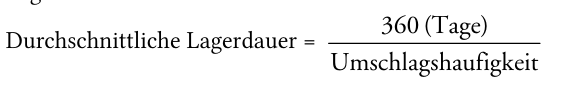 Durchschnittliche Lagerdauer = 360 (Tage)
Umschlagshaufigkeit